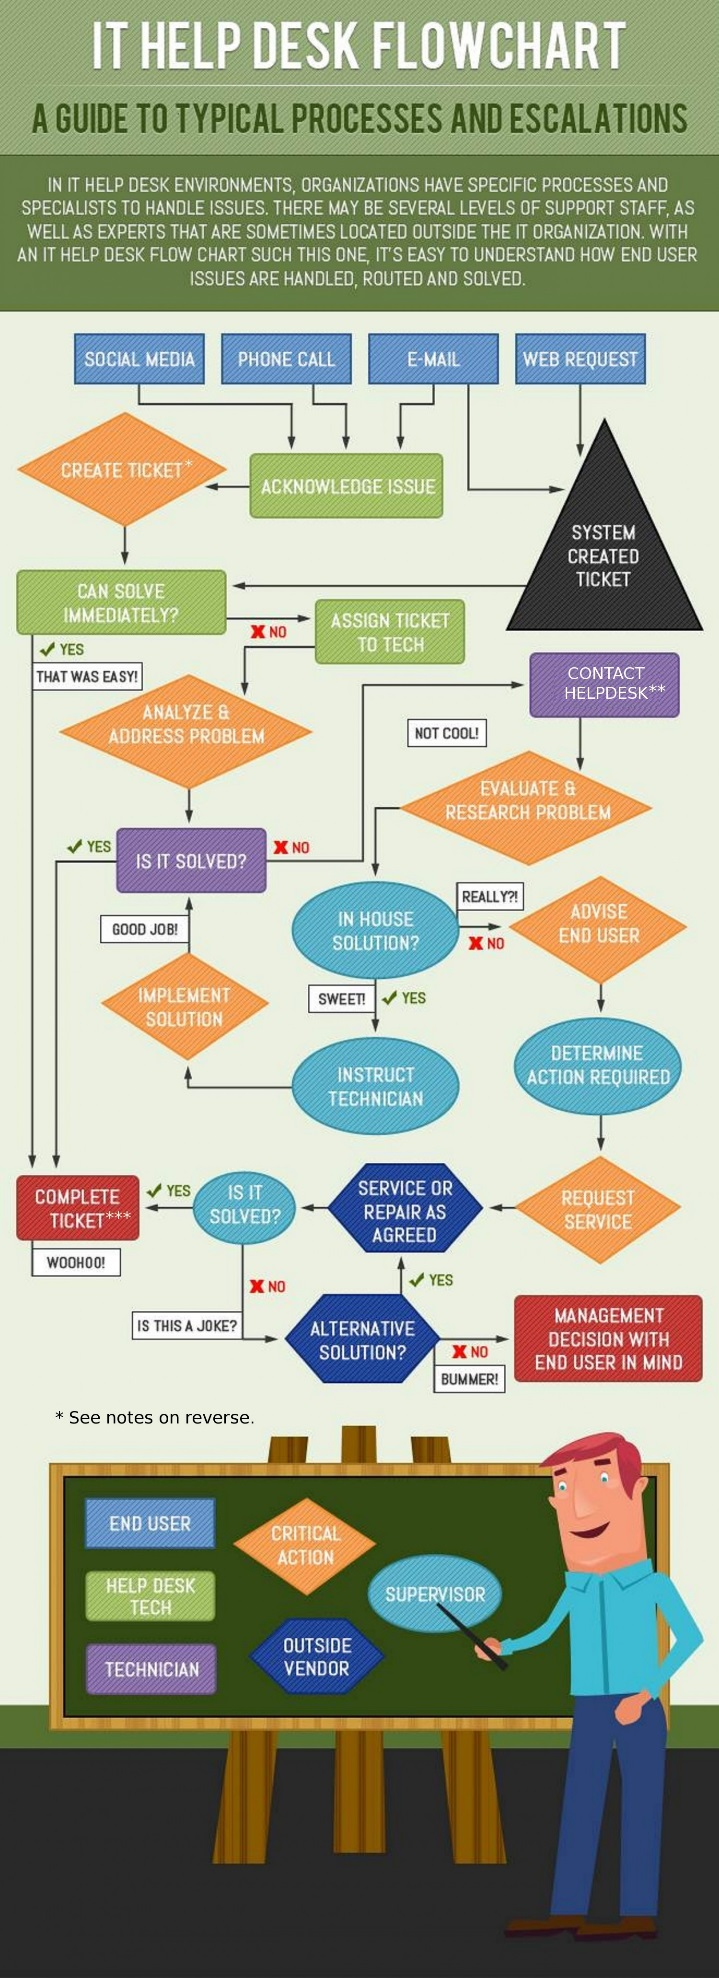 IT HELP DESK FLOWCHART
A GUIDE TO TYPICAL PROCESSES AND ESCALATIONS
IN IT HELP DESK ENVIRONMENTS, ORGANIZATIONS HAVE SPECIFIC PROCESSES AND
SPECIALISTS TO HANDLE ISSUES. THERE MAY BE SEVERAL LEVELS OF SUPPORT STAFF, AS
WELL AS EXPERTS THAT ARE SOMETIMES LOCATED OUTSIDE THE IT ORGANIZATION. WITH
AN IT HELP DESK FLOW CHART SUCH THIS ONE, IT'S EASY TO UNDERSTAND HOW END USER
ISSUES ARE HANDLED, ROUTED AND SOLVED.
SOCIAL MEDIA
PHONE CALL
E-MAIL
WEB REQUEST
CREATE TICKET*
ACKNOWLEDGE ISSUE
SYSTEM
CREATED
TICKET
CAN SOLVE
IMMEDIATELY?
NO
ASSIGN TICKET
TO TECH
YES
THAT WAS EASY!
CONTACT
HELPDESK**
ANALYZE &
ADDRESS PROBLEM
NOT COOL!
EVALUATE &
RESEARCH PROBLEM
YES
IS IT SOLVED?
NO
REALLY?!
IN HOUSE
SOLUTION?
NO
ADVISE
END USER
GOOD JOB!
IMPLEMENT
SOLUTION
SWEET!
YES
INSTRUCT
TECHNICIAN
DETERMINE
ACTION REQUIRED
COMPLETE
TICKET***
YES
IS IT
SOLVED?
SERVICE OR
REPAIR AS
AGREED
REQUEST
SERVICE
WOOHOO!
NO
YES
IS THIS A JOKE?
ALTERNATIVE
SOLUTION?
NO
BUMMER!
MANAGEMENT
DECISION WITH
END USER IN MIND
* See notes on reverse.
END USER
CRITICAL
ACTION
HELP DESK
TECH
SUPERVISOR
TECHNICIAN
OUTSIDE
VENDOR